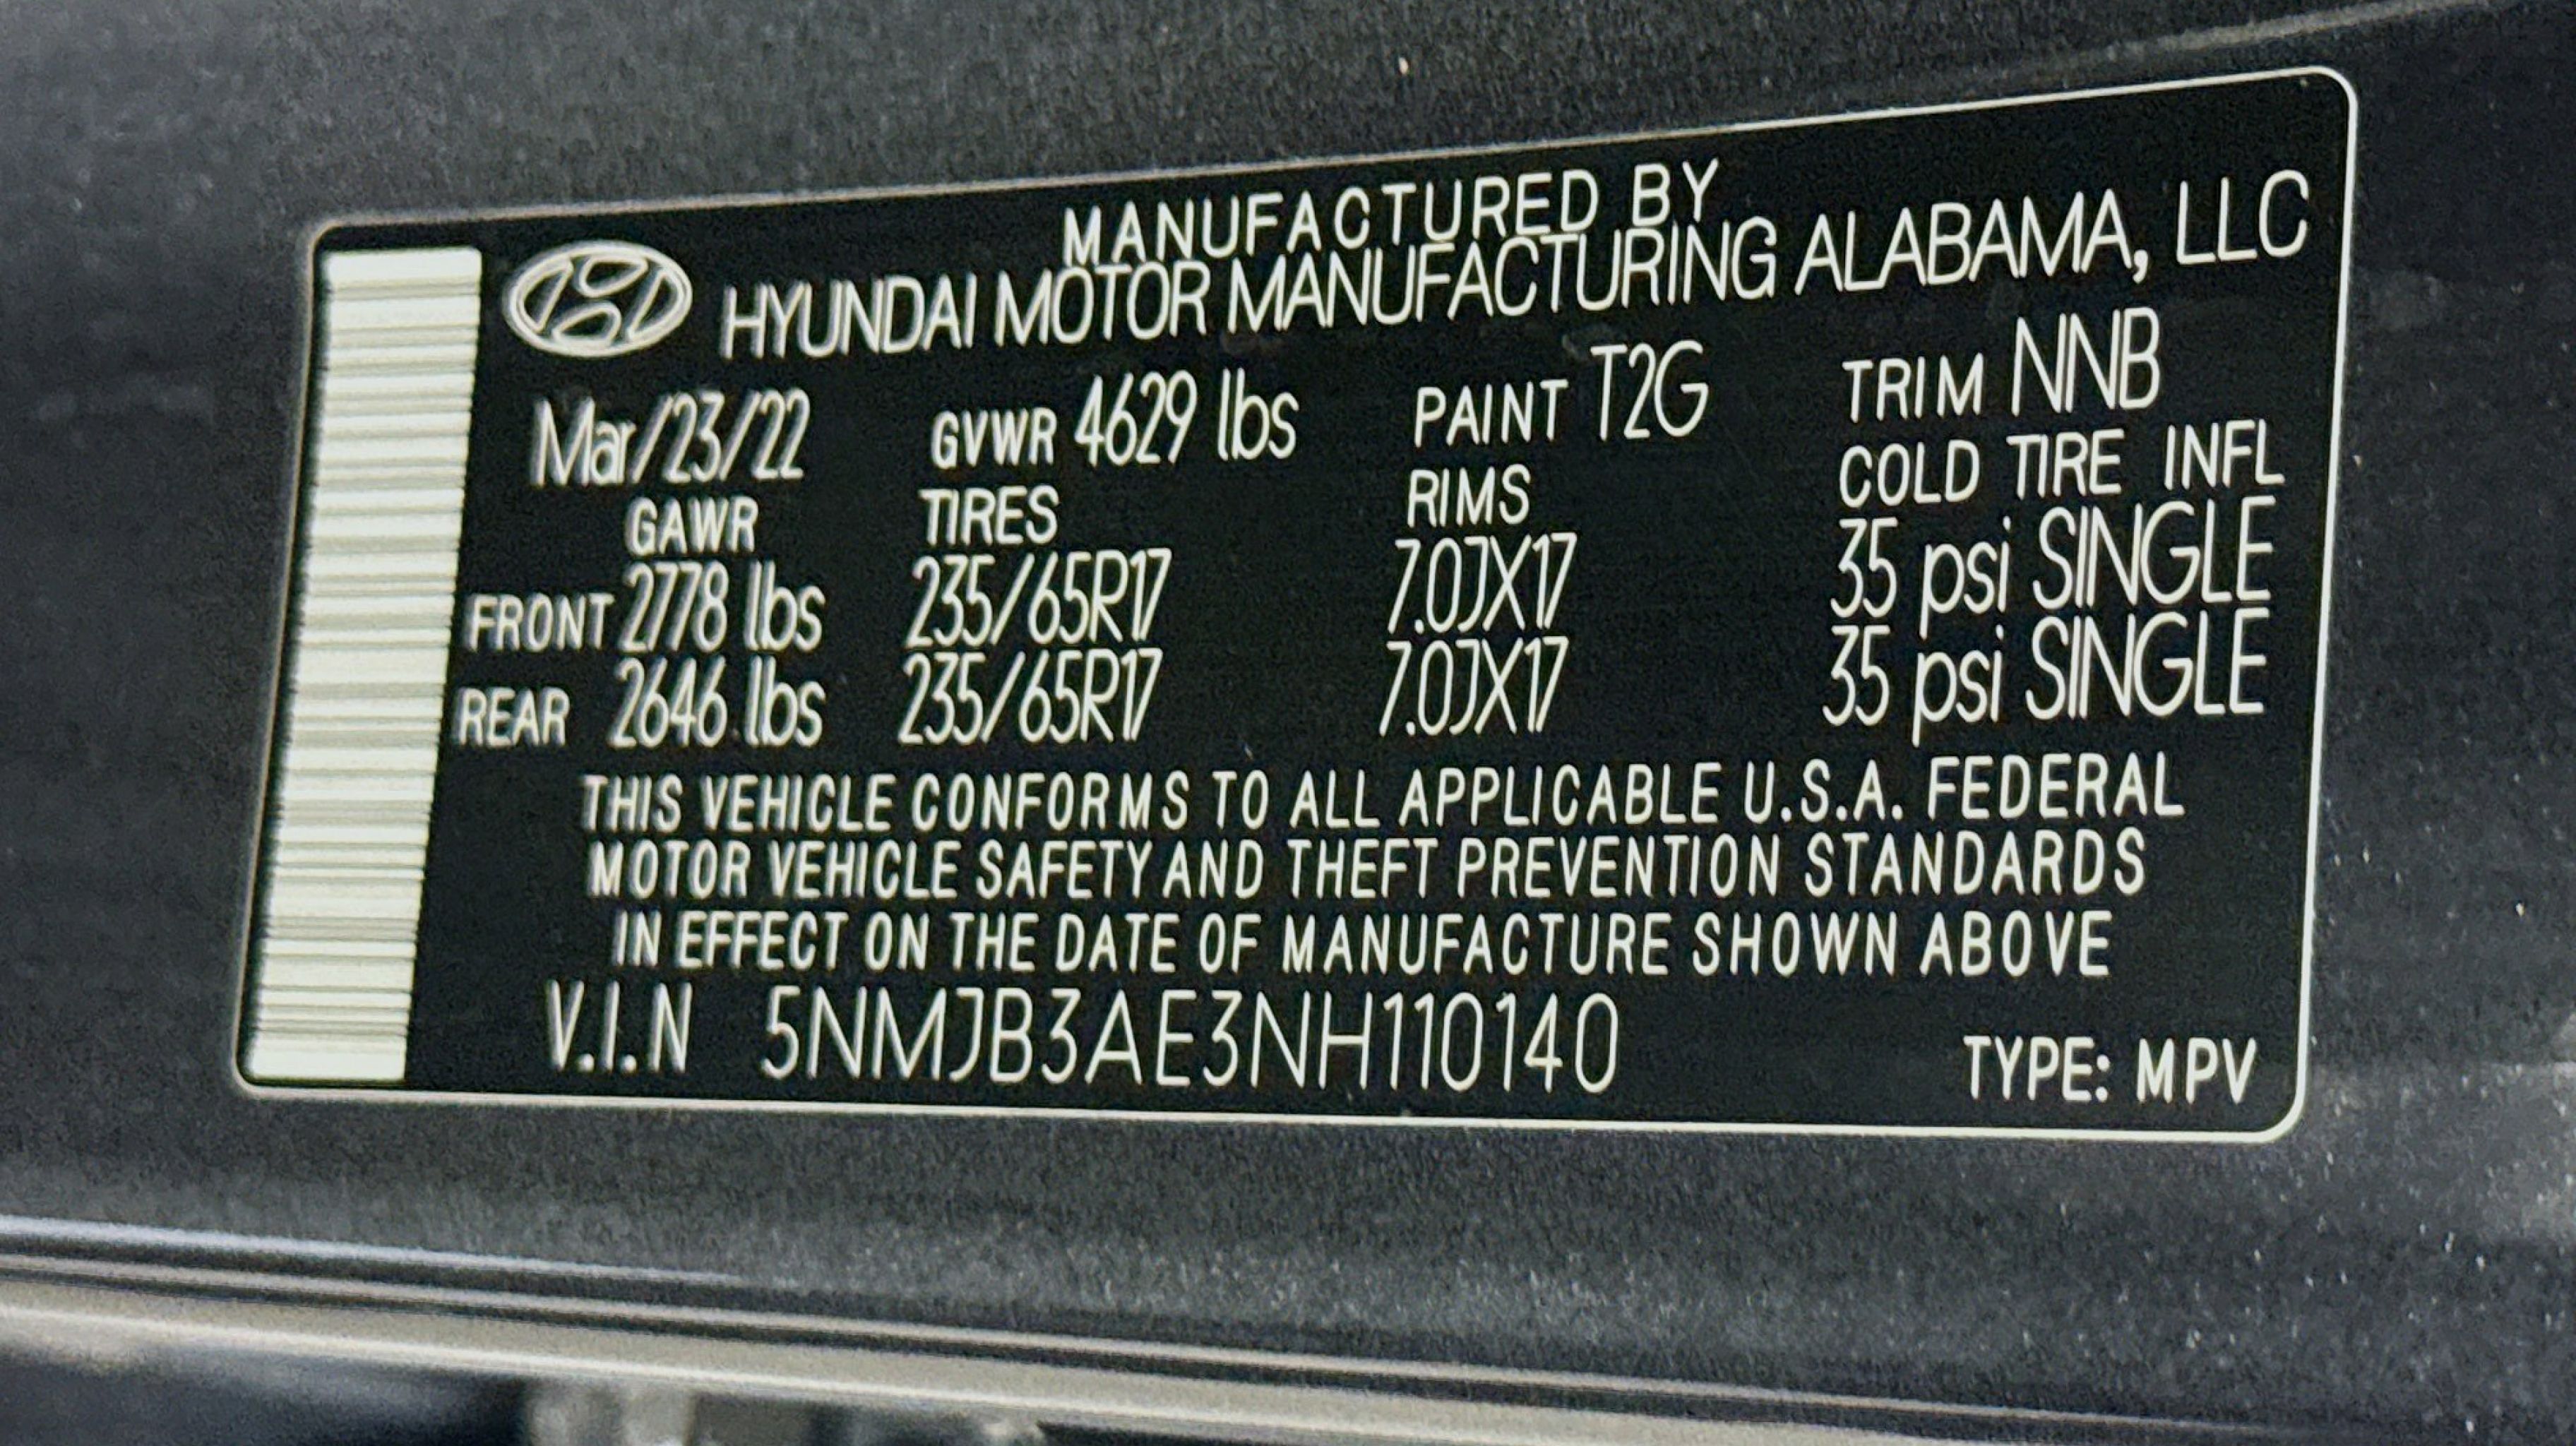 MANUFACTURED BY
HYUNDAI MOTOR MANUFACTURING ALABAMA, LLC
Mar/23/22 GVWR 4629 lbs PAINT T2G TRIM NNB
GAWR TIRES RIMS COLD TIRE INFL
FRONT 2778 lbs 235/65R17 7.0JX17 35 psi SINGLE
REAR 2646 lbs 235/65R17 7.0JX17 35 psi SINGLE
THIS VEHICLE CONFORMS TO ALL APPLICABLE U.S.A. FEDERAL
MOTOR VEHICLE SAFETY AND THEFT PREVENTION STANDARDS
IN EFFECT ON THE DATE OF MANUFACTURE SHOWN ABOVE
V.I.N 5NMJB3AE3NH110140 TYPE: MPV